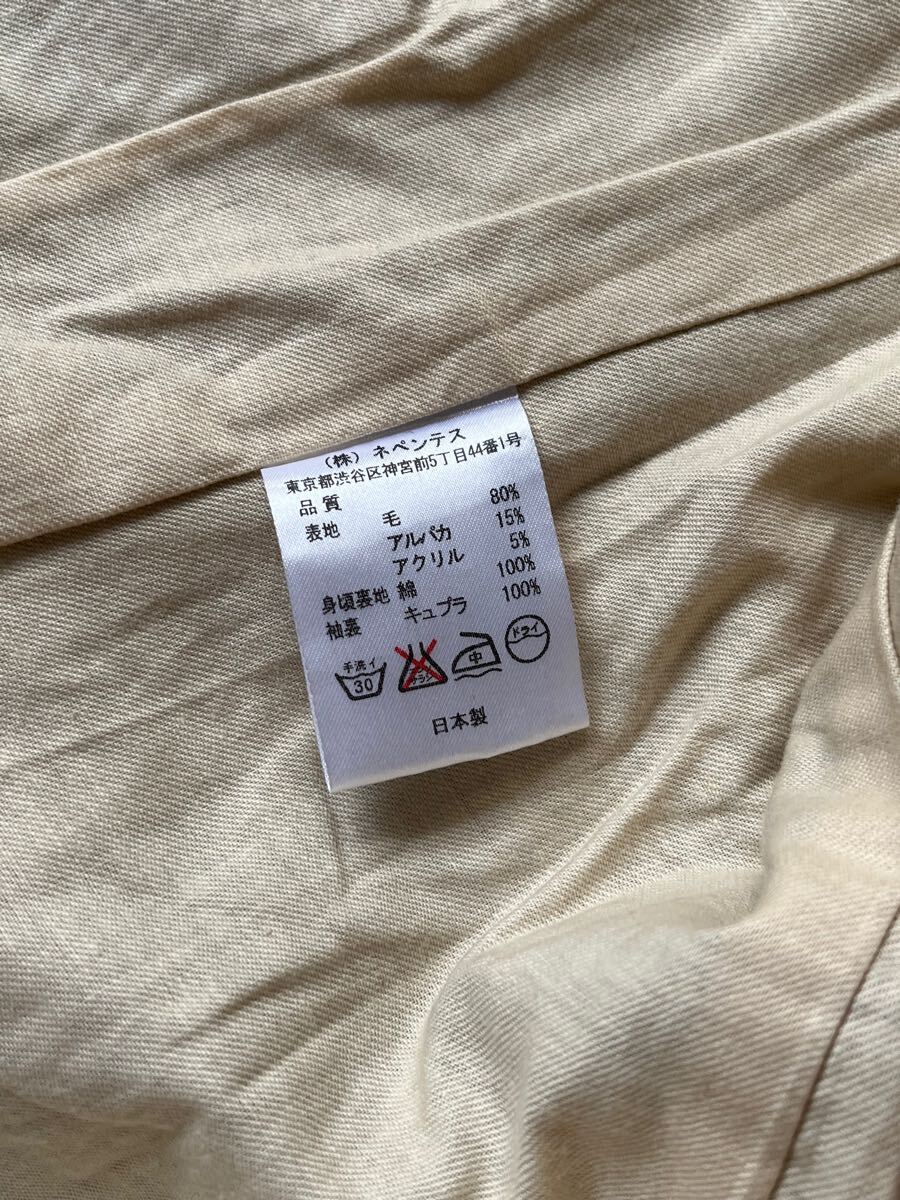 （株）ネペンテス
東京都渋谷区神宮前5丁目44番1号
品質
表地 毛 80%
アルパカ 15%
アクリル 5%
身頃裏地 綿 100%
袖裏 キュプラ 100%
手洗イ 30 中 ドライ
日本製